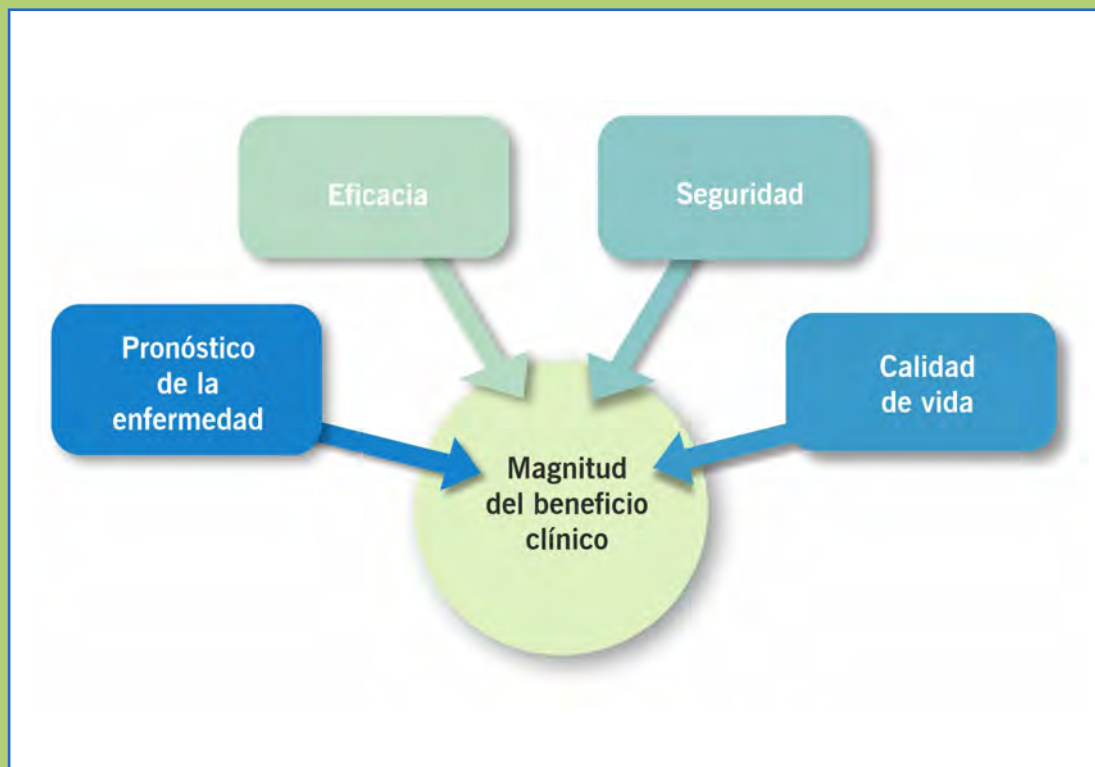 Eficacia
Seguridad
Pronóstico
de la
enfermedad
Calidad
de vida
Magnitud
del beneficio
clínico